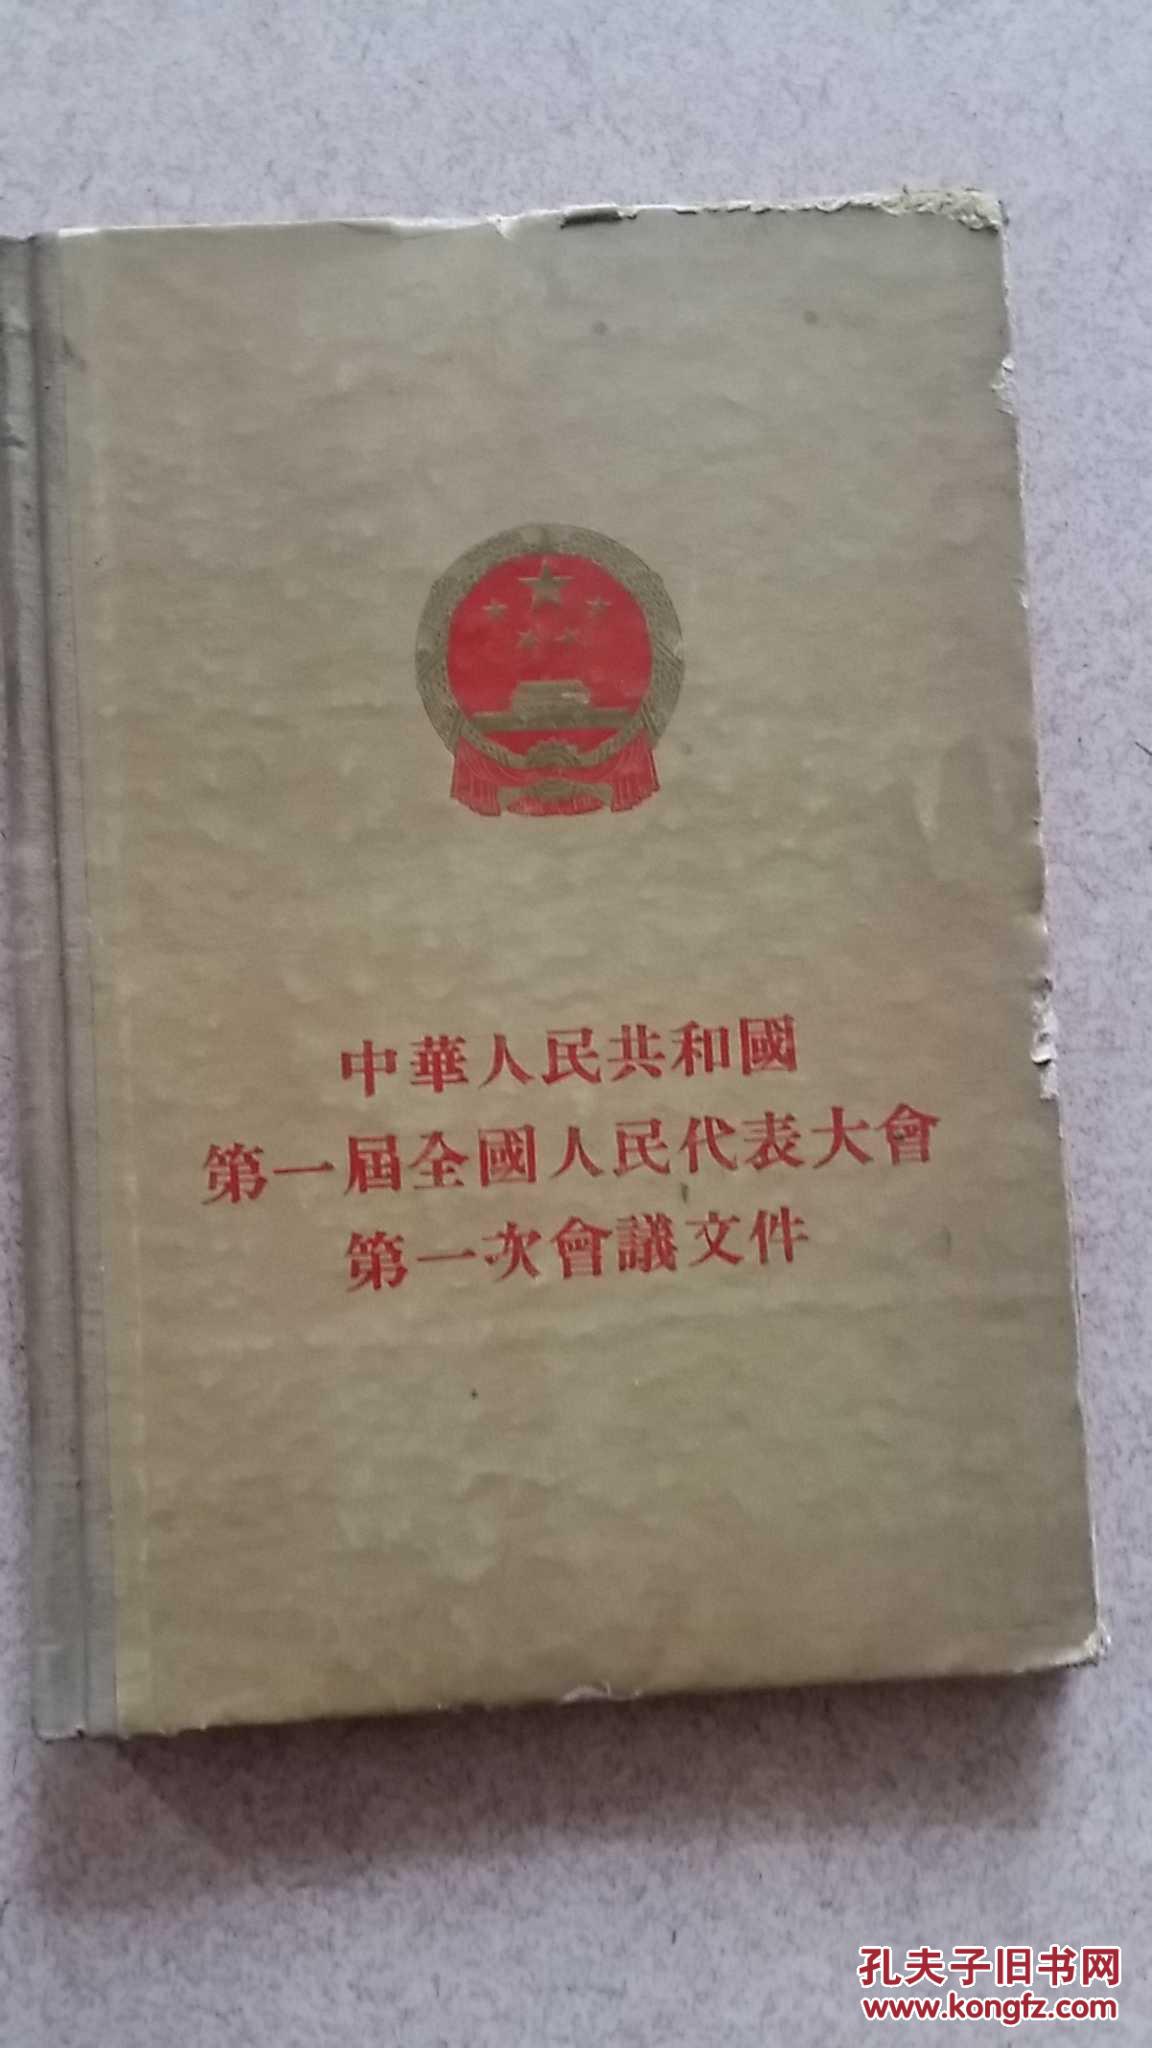 中華人民共和國
第一屆全國人民代表大會
第一次會議文件
孔夫子旧书网
www.kongfz.com